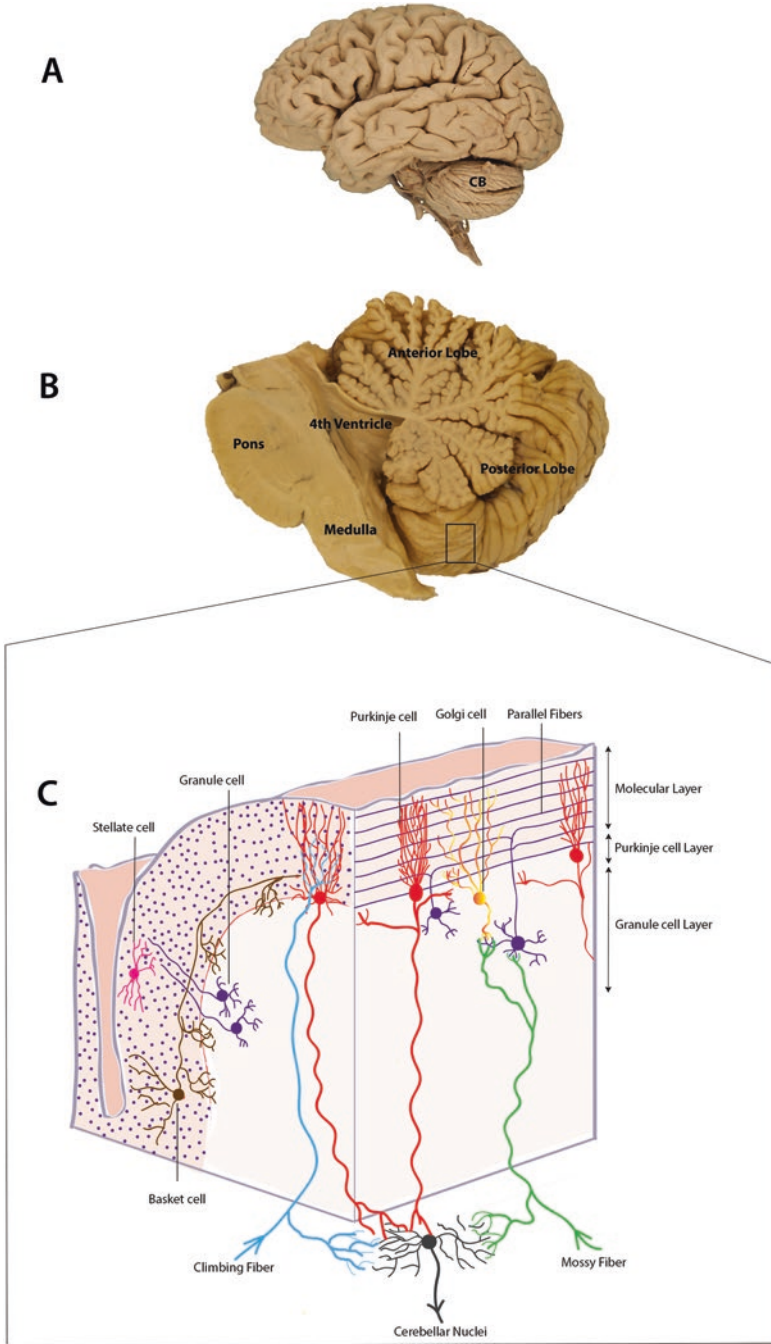 A
CB
B
Anterior Lobe
4th Ventricle
Pons
Posterior Lobe
Medulla
C
Purkinje cell
Golgi cell
Parallel Fibers
Granule cell
Stellate cell
Molecular Layer
Purkinje cell Layer
Granule cell Layer
Basket cell
Climbing Fiber
Mossy Fiber
Cerebellar Nuclei